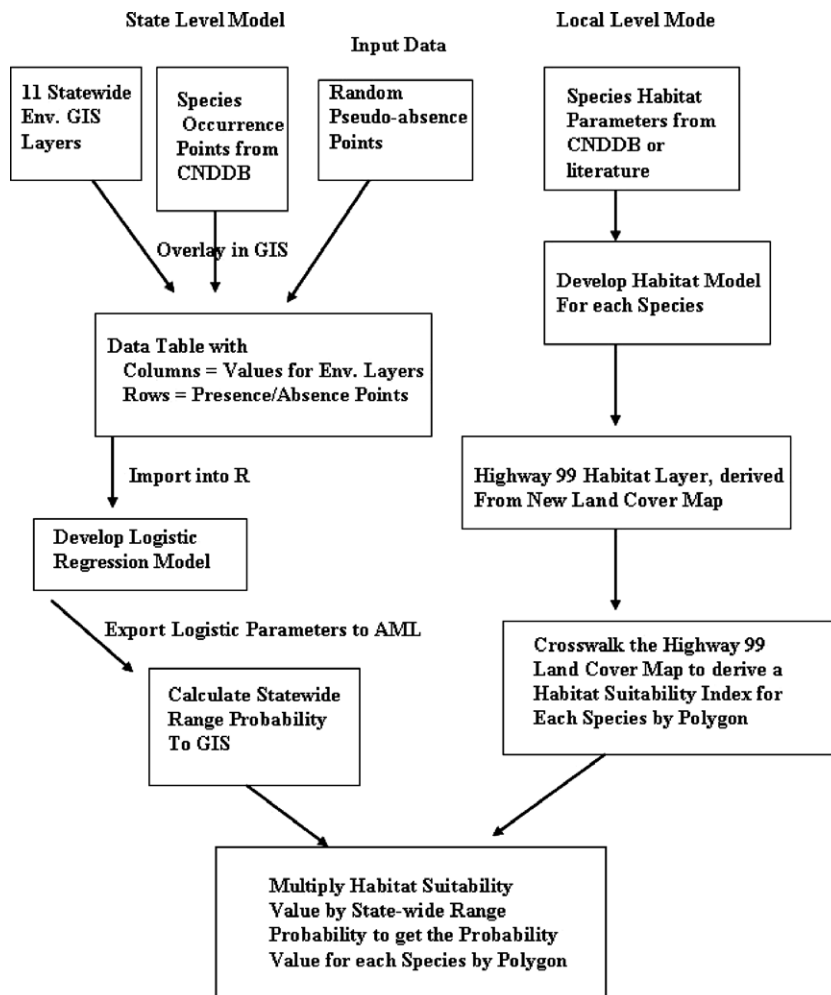 State Level Model
Local Level Mode
Input Data
11 Statewide
Env. GIS
Layers
Species
Occurrence
Points from
CNDDB
Random
Pseudo-absence
Points
Species Habitat
Parameters from
CNDDB or
literature
Overlay in GIS
Develop Habitat Model
For each Species
Data Table with
Columns = Values for Env. Layers
Rows = Presence/Absence Points
Import into R
Highway 99 Habitat Layer, derived
From New Land Cover Map
Develop Logistic
Regression Model
Export Logistic Parameters to AML
Crosswalk the Highway 99
Land Cover Map to derive a
Habitat Suitability Index for
Each Species by Polygon
Calculate Statewide
Range Probability
To GIS
Multiply Habitat Suitability
Value by State-wide Range
Probability to get the Probability
Value for each Species by Polygon